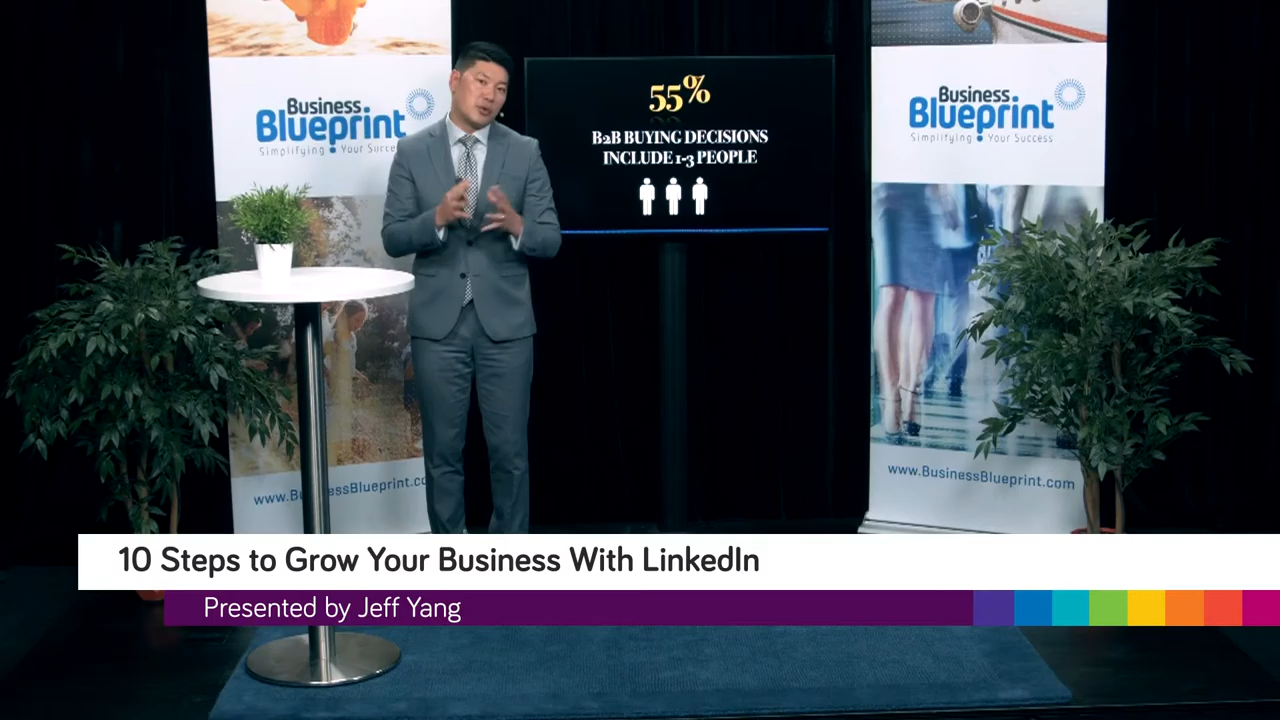 Business
Blueprint
Simplifying Your Success
55%
B2B BUYING DECISIONS
INCLUDE 1-3 PEOPLE
Business
Blueprint
Simplifying Your Success
www.BusinessBlueprint.co
www.BusinessBlueprint.com
10 Steps to Grow Your Business With LinkedIn
Presented by Jeff Yang